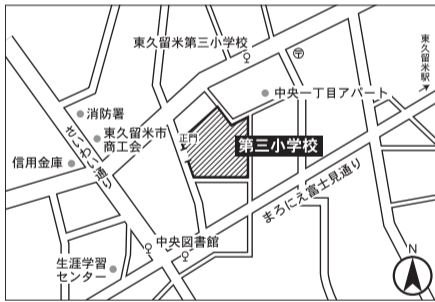 東久留米第三小学校
東久留米駅
中央一丁目アパート
消防署
東久留米市
商工会
正門
第三小学校
さいわい通り
信用金庫
まろにえ富士見通り
中央図書館
生涯学習
センター
N